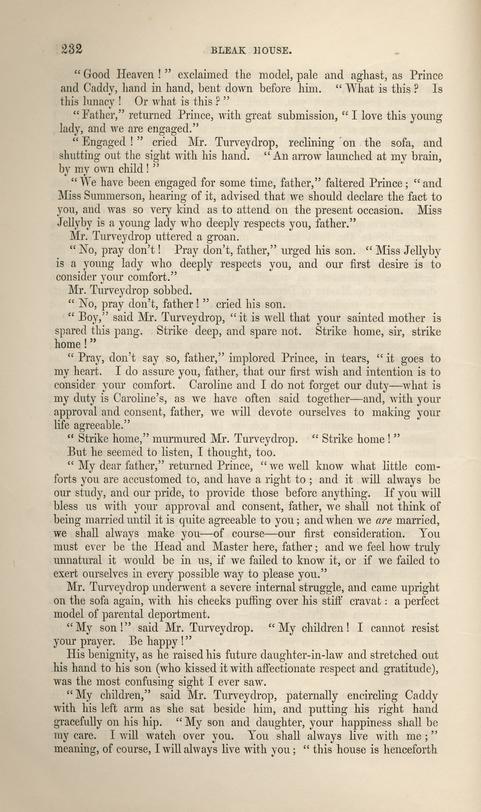 232 BLEAK HOUSE.
" Good Heaven ! " exclaimed the model, pale and aghast, as Prince
and Caddy, hand in hand, bent down before him. " What is this ? Is
this lunacy ! Or what is this ? "
" Father," returned Prince, with great submission, " I love this young
lady, and we are engaged."
" Engaged ! " cried Mr. Turveydrop, reclining on the sofa, and
shutting out the sight with his hand. " An arrow launched at my brain,
by my own child ! "
" We have been engaged for some time, father," faltered Prince ; " and
Miss Summerson, hearing of it, advised that we should declare the fact to
you, and was so very kind as to attend on the present occasion. Miss
Jellyby is a young lady who deeply respects you, father."
Mr. Turveydrop uttered a groan.
" No, pray don't ! Pray don't, father," urged his son. " Miss Jellyby
is a young lady who deeply respects you, and our first desire is to
consider your comfort."
Mr. Turveydrop sobbed.
" No, pray don't, father ! " cried his son.
" Boy," said Mr. Turveydrop, " it is well that your sainted mother is
spared this pang. Strike deep, and spare not. Strike home, sir, strike
home ! "
" Pray, don't say so, father," implored Prince, in tears, " it goes to
my heart. I do assure you, father, that our first wish and intention is to
consider your comfort. Caroline and I do not forget our duty—what is
my duty is Caroline's, as we have often said together—and, with your
approval and consent, father, we will devote ourselves to making your
life agreeable."
" Strike home," murmured Mr. Turveydrop. " Strike home ! "
But he seemed to listen, I thought, too.
" My dear father," returned Prince, " we well know what little com-
forts you are accustomed to, and have a right to ; and it will always be
our study, and our pride, to provide those before anything. If you will
bless us with your approval and consent, father, we shall not think of
being married until it is quite agreeable to you ; and when we are married,
we shall always make you—of course—our first consideration. You
must ever be the Head and Master here, father ; and we feel how truly
unnatural it would be in us, if we failed to know it, or if we failed to
exert ourselves in every possible way to please you."
Mr. Turveydrop underwent a severe internal struggle, and came upright
on the sofa again, with his cheeks puffing over his stiff cravat : a perfect
model of parental deportment.
" My son ! " said Mr. Turveydrop. " My children ! I cannot resist
your prayer. Be happy ! "
His benignity, as he raised his future daughter-in-law and stretched out
his hand to his son (who kissed it with affectionate respect and gratitude),
was the most confusing sight I ever saw.
" My children," said Mr. Turveydrop, paternally encircling Caddy
with his left arm as she sat beside him, and putting his right hand
gracefully on his hip. " My son and daughter, your happiness shall be
my care. I will watch over you. You shall always live with me ; "
meaning, of course, I will always live with you ; " this house is henceforth